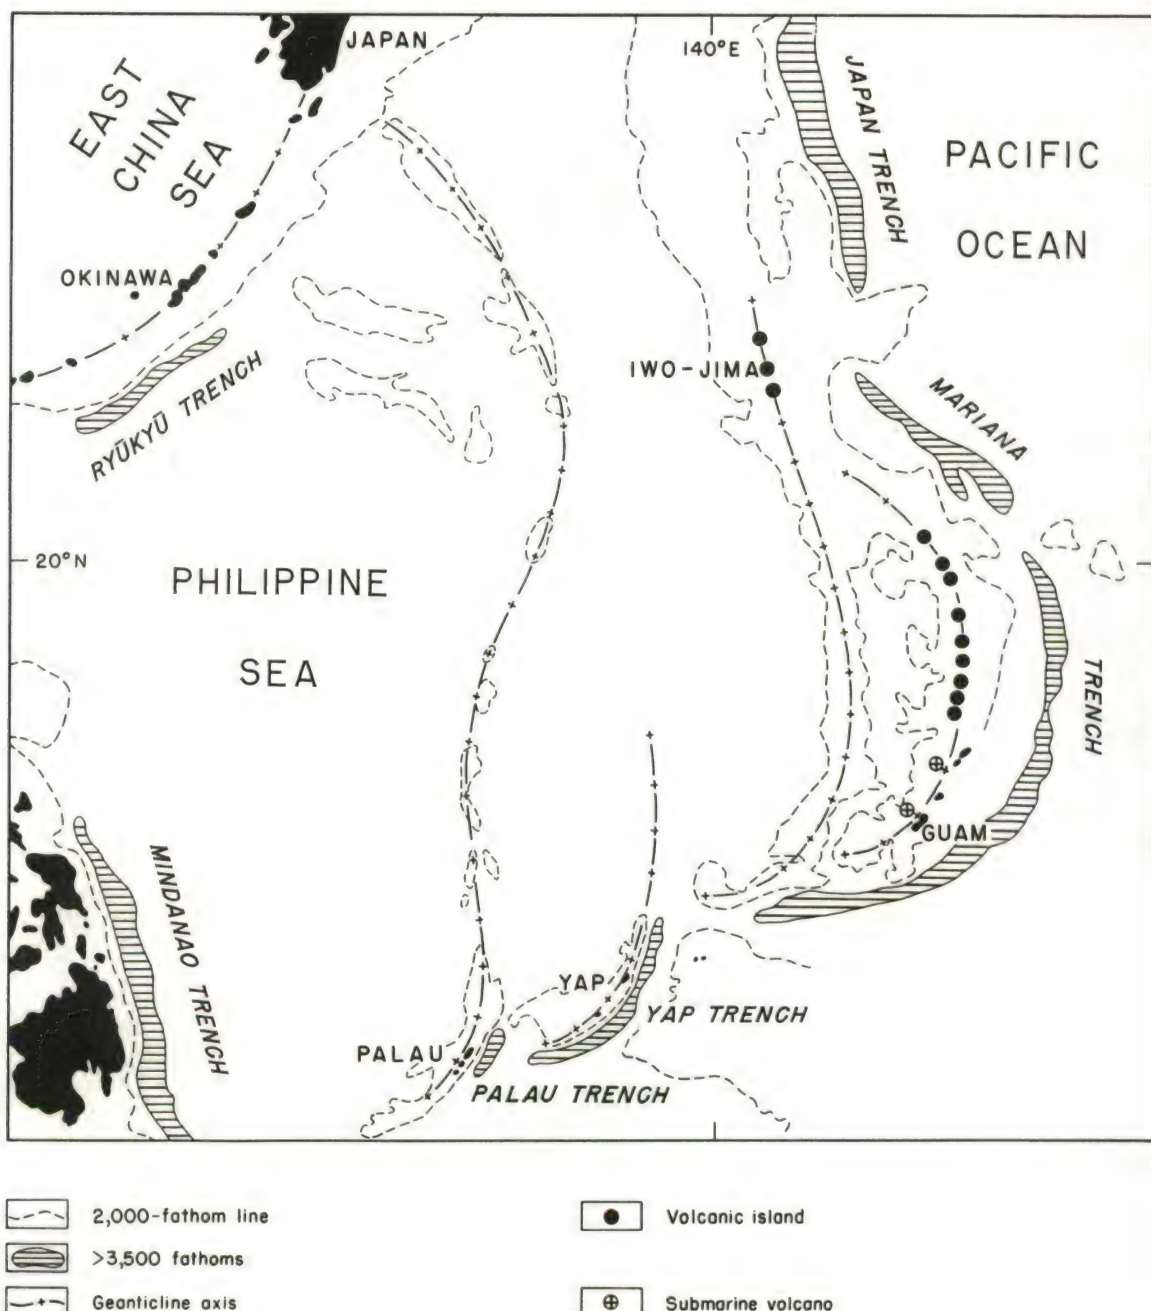 JAPAN
140°E
EAST
CHINA
SEA
JAPAN TRENCH
PACIFIC
OCEAN
OKINAWA
IWO-JIMA
RYŪKYŪ TRENCH
MARIANA
20°N
PHILIPPINE
SEA
TRENCH
GUAM
MINDANAO TRENCH
YAP
YAP TRENCH
PALAU
PALAU TRENCH
2,000-fathom line
Volcanic island
>3,500 fathoms
Geanticline axis
Submarine volcano